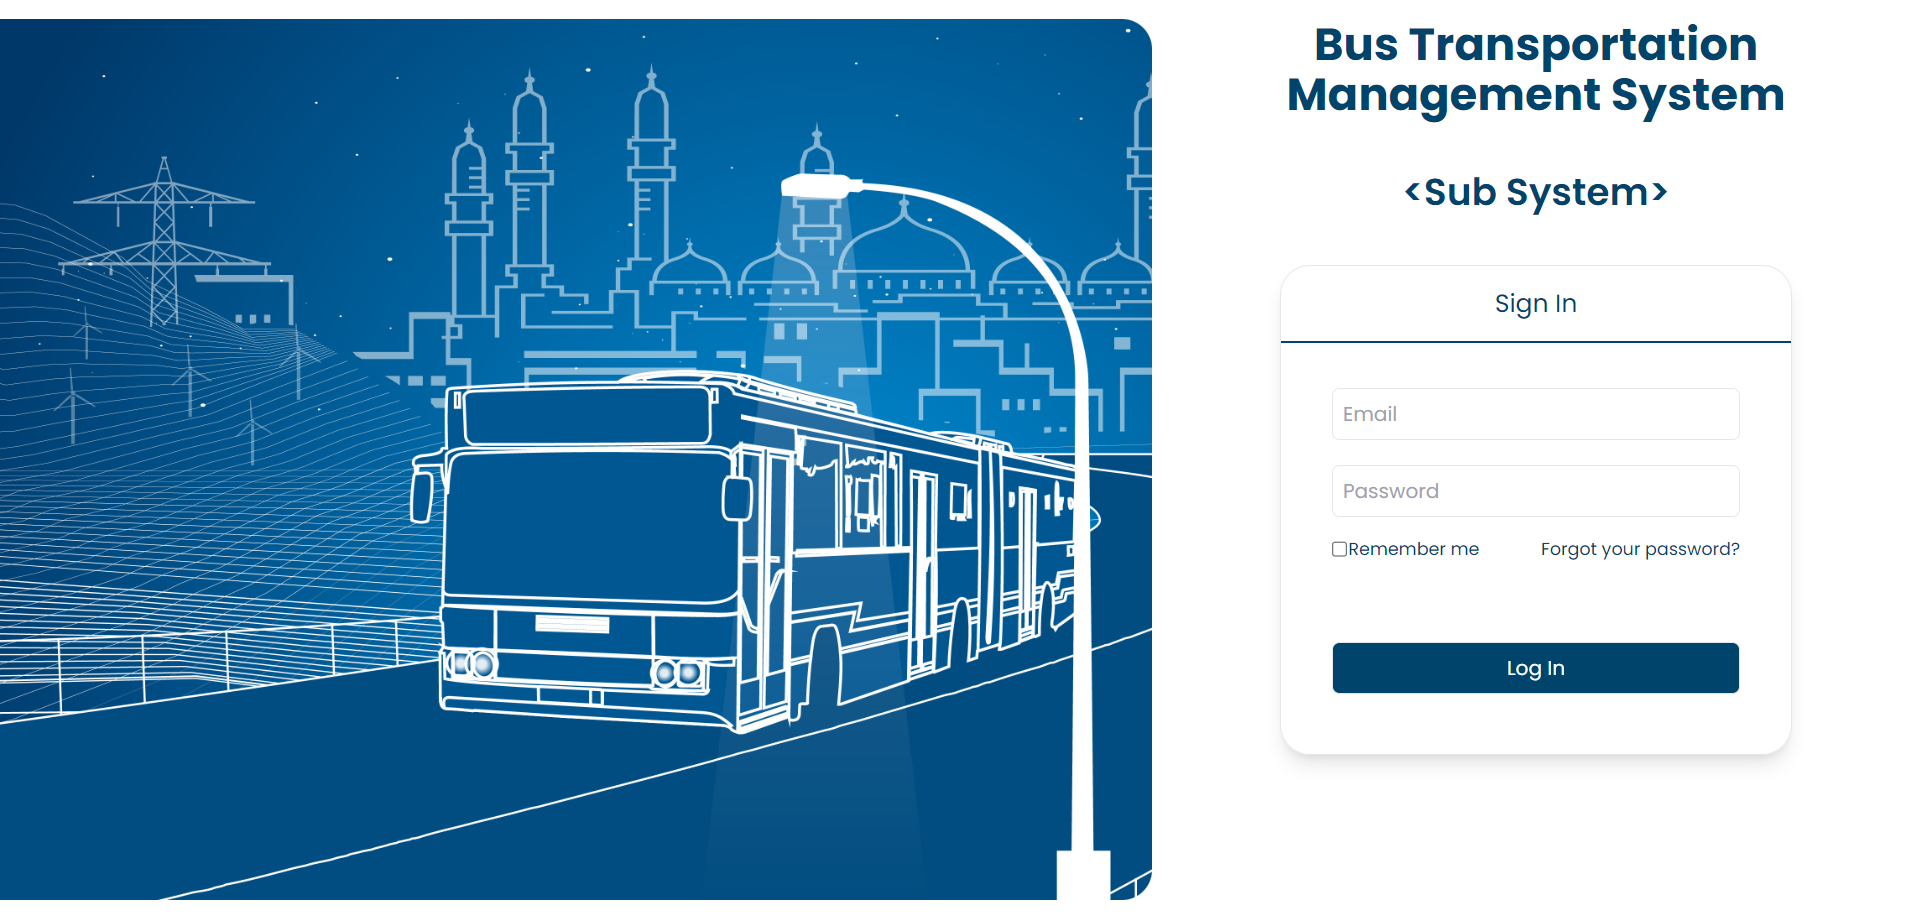 Bus Transportation
Management System
<Sub System>
Sign In
Email
Password
Remember me
Forgot your password?
Log In